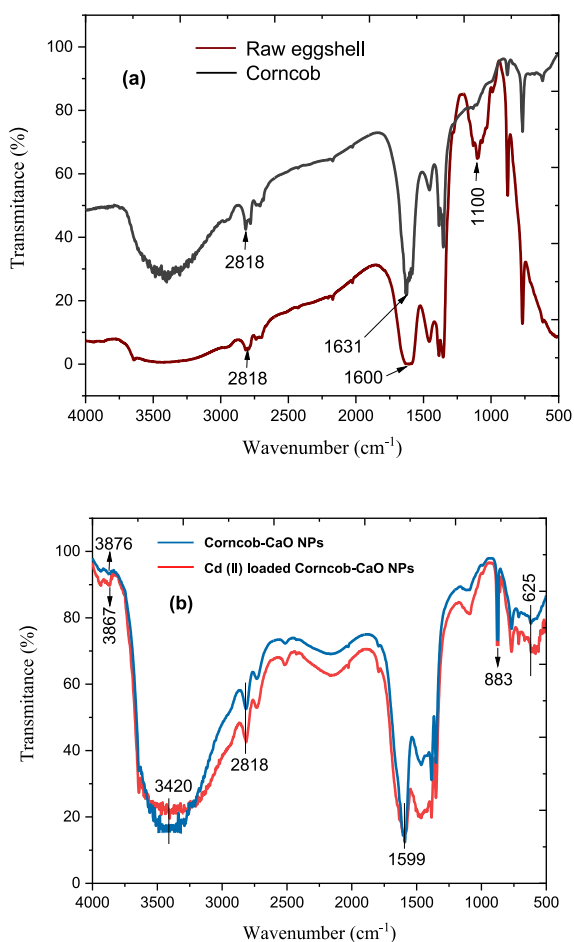 100
80
60
40
20
0
Transmitance (%)
Raw eggshell
Corncob
(a)
2818
2818
1631
1600
1100
4000 3500 3000 2500 2000 1500 1000 500
Wavenumber (cm-1)
100
80
60
40
20
0
Transmitance (%)
3876
3867
Corncob-CaO NPs
Cd (II) loaded Corncob-CaO NPs
(b)
625
883
2818
3420
1599
4000 3500 3000 2500 2000 1500 1000 500
Wavenumber (cm-1)